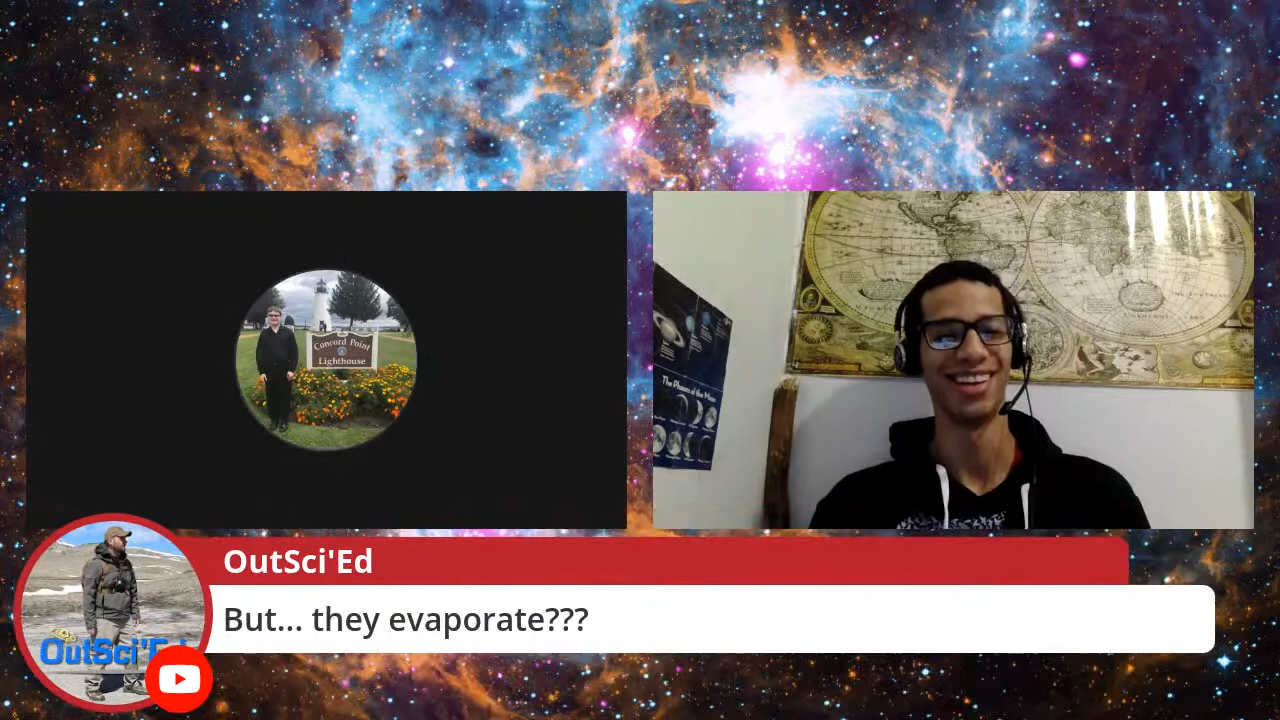 Concord Point
Lighthouse
The Phases of the Moon
OutSci'Ed
But... they evaporate???
OutSci'Ed